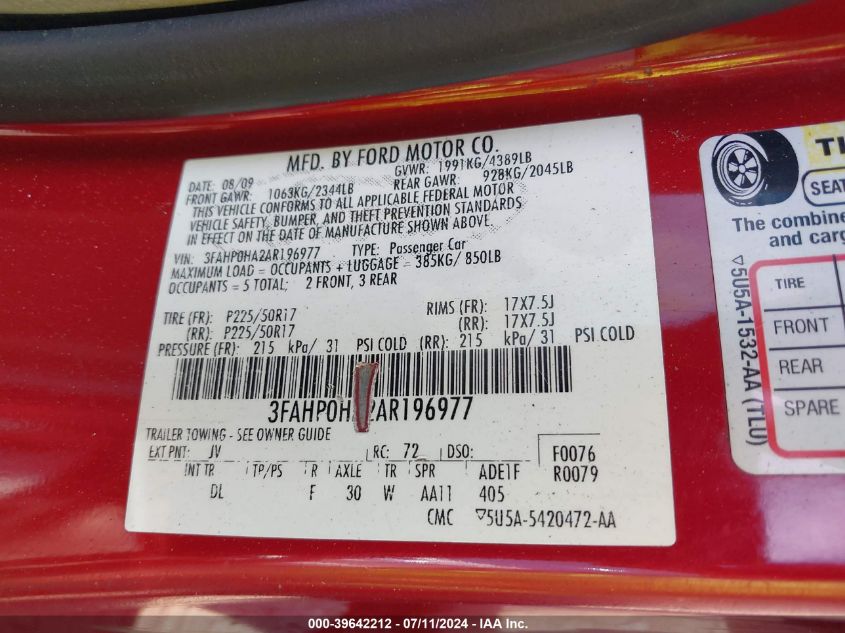 MFD. BY FORD MOTOR CO.
DATE: 08/09 GVWR: 1991KG/4389LB
FRONT GAWR: 1063KG/2344LB REAR GAWR: 928KG/2045LB
THIS VEHICLE CONFORMS TO ALL APPLICABLE FEDERAL MOTOR
VEHICLE SAFETY, BUMPER, AND THEFT PREVENTION STANDARDS
IN EFFECT ON THE DATE OF MANUFACTURE SHOWN ABOVE.
VIN: 3FAHP0HA2AR196977 TYPE: Passenger Car
MAXIMUM LOAD = OCCUPANTS + LUGGAGE = 385KG/ 850LB
OCCUPANTS = 5 TOTAL: 2 FRONT, 3 REAR
TIRE (FR): P225/50R17 RIMS (FR): 17X7.5J
(RR): P225/50R17 (RR): 17X7.5J
PRESSURE (FR): 215 kPa/ 31 PSI COLD (RR): 215 kPa/ 31 PSI COLD
3FAHP0H 2AR196977
TRAILER TOWING - SEE OWNER GUIDE
EXT PNT: JV RC: 72 DSO: F0076
INT TR TP/PS R AXLE TR SPR ADE1F R0079
DL F 30 W AA11 405
CMC 5U5A-5420472-AA
TI
SEAT
The combine
and carg
TIRE
FRONT
REAR
SPARE
5U5A-1532-AA (TLU)
000-39642212 - 07/11/2024 - IAA Inc.